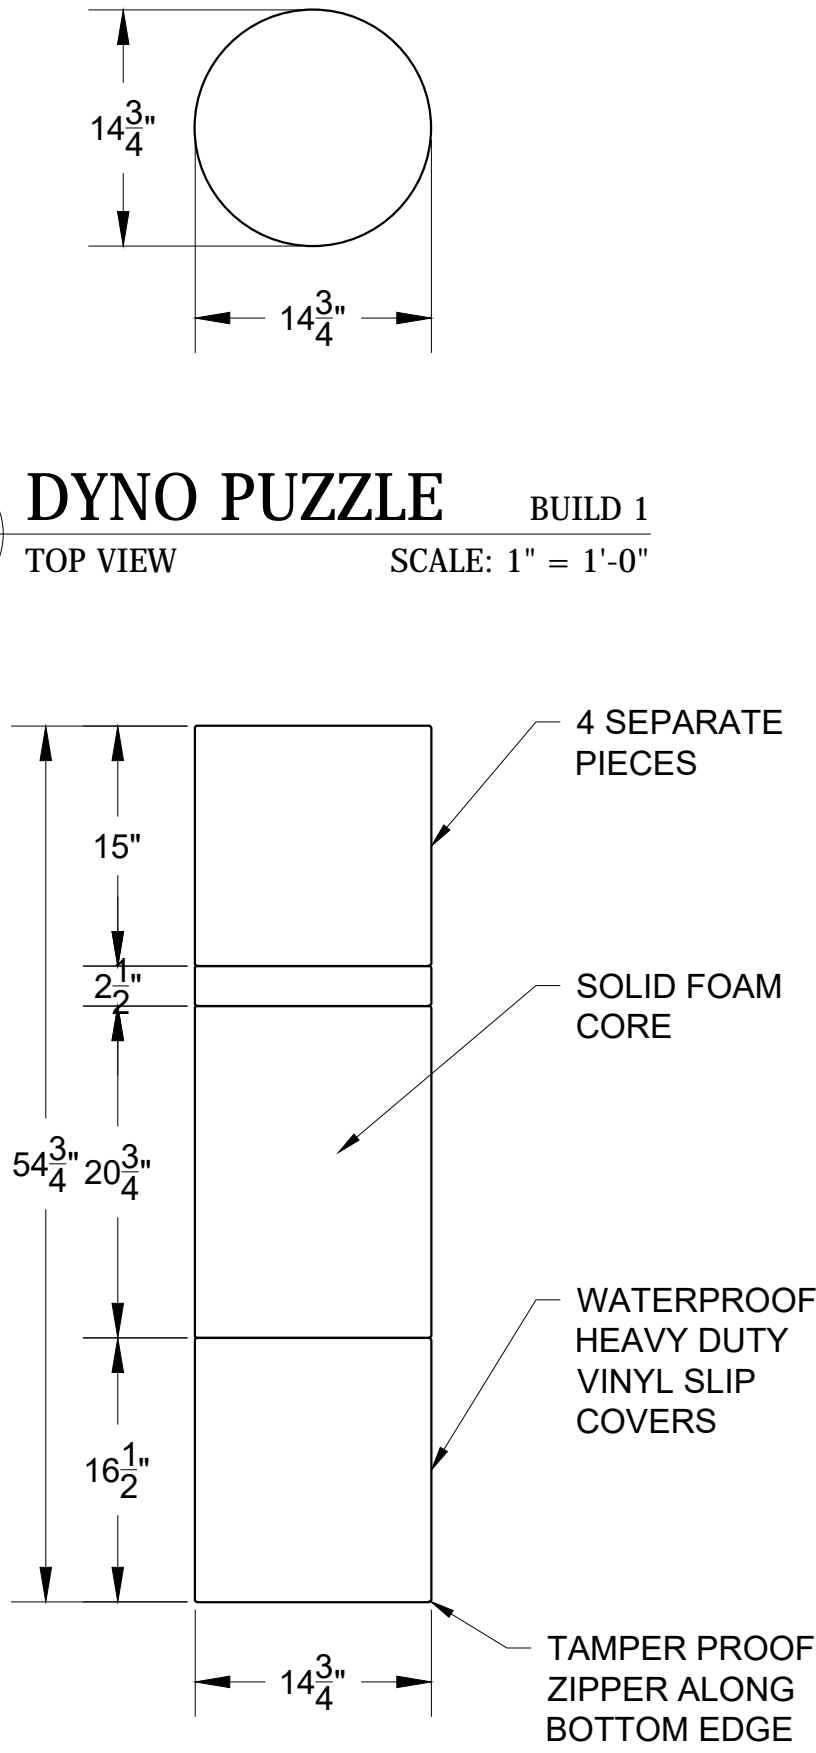 14 3/4"
14 3/4"
DYNO PUZZLE BUILD 1
TOP VIEW SCALE: 1" = 1'-0"
4 SEPARATE
PIECES
15"
2 1/2"
SOLID FOAM
CORE
54 3/4" 20 3/4"
WATERPROOF
HEAVY DUTY
VINYL SLIP
COVERS
16 1/2"
TAMPER PROOF
ZIPPER ALONG
BOTTOM EDGE
14 3/4"